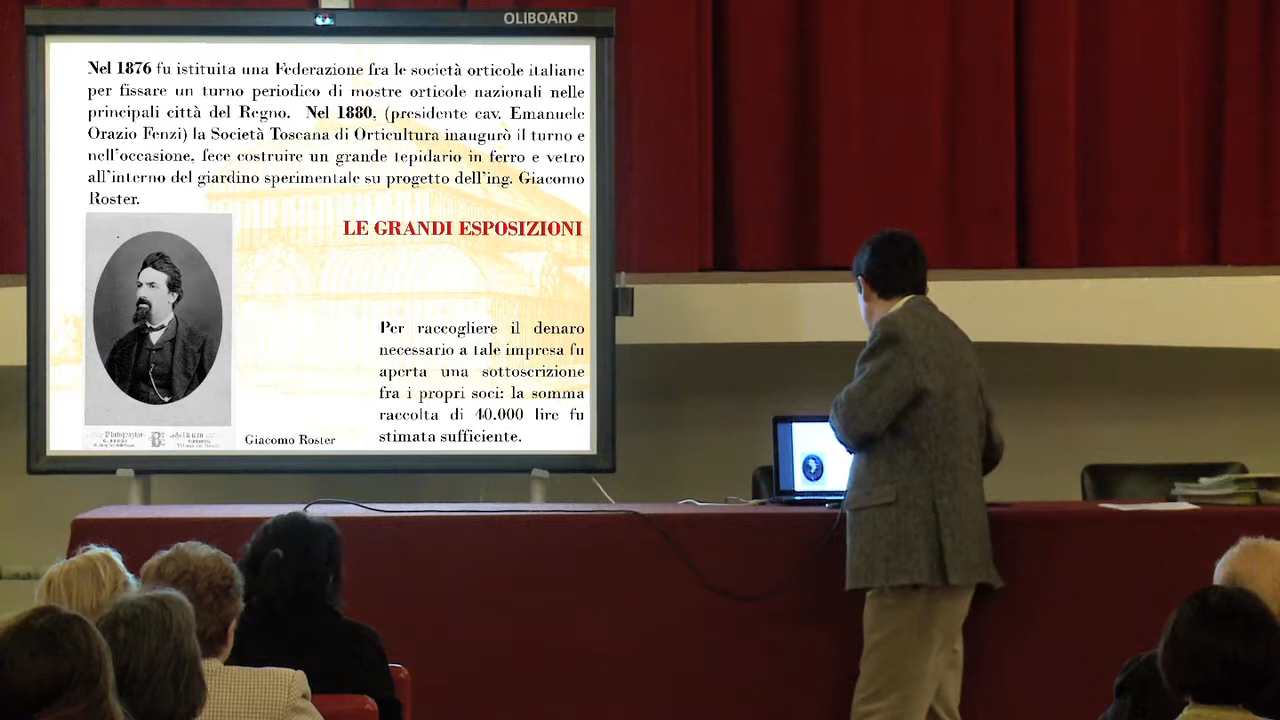 OLIBOARD
Nel 1876 fu istituita una Federazione fra le società orticole italiane
per fissare un turno periodico di mostre orticole nazionali nelle
principali città del Regno. Nel 1880, (presidente cav. Emanuele
Orazio Fenzi) la Società Toscana di Orticultura inaugurò il turno e
nell'occasione, fece costruire un grande tepidario in ferro e vetro
all'interno del giardino sperimentale su progetto dell'ing. Giacomo
Roster.
LE GRANDI ESPOSIZIONI
Per raccogliere il denaro
necessario a tale impresa fu
aperta una sottoscrizione
fra i propri soci: la somma
raccolta di 40.000 lire fu
stimata sufficiente.
Giacomo Roster